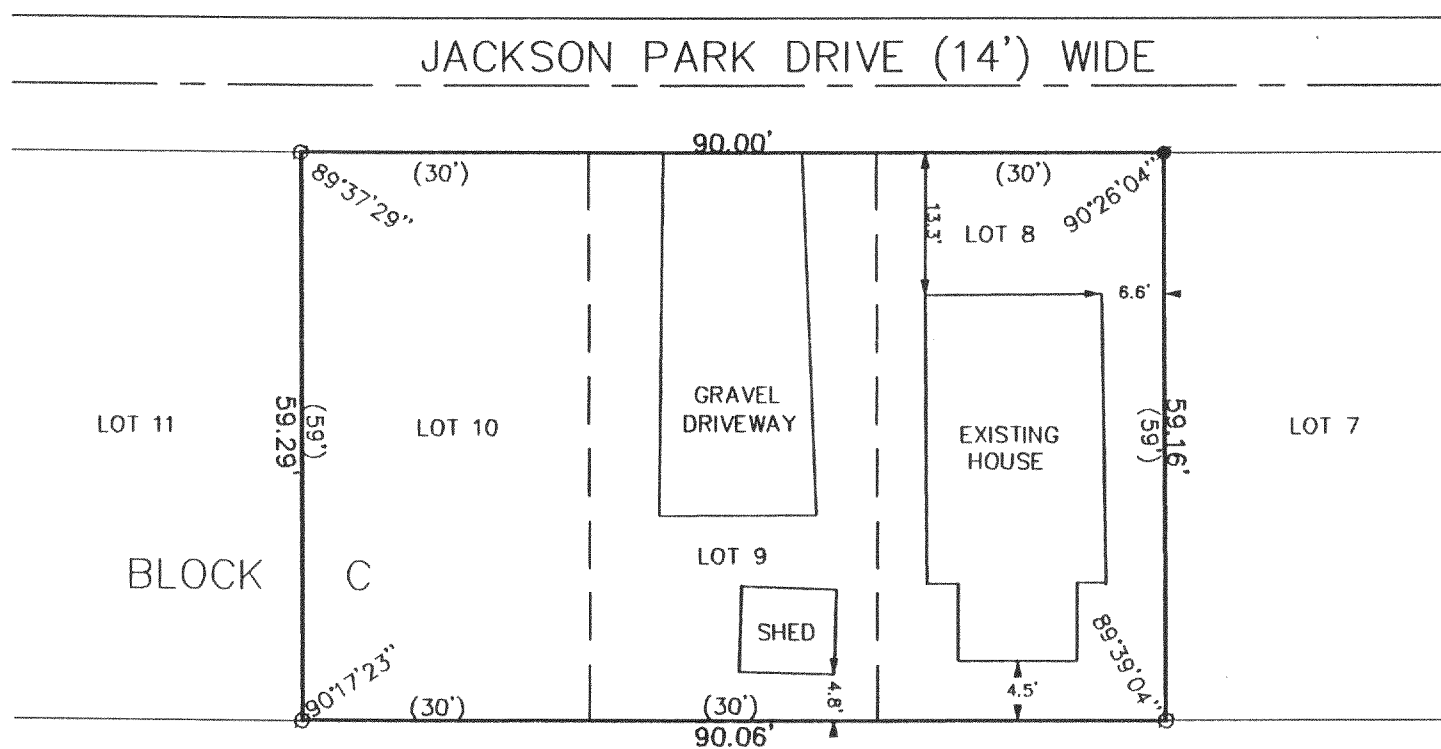 JACKSON PARK DRIVE (14') WIDE
90.00'
(30')
(30')
89°37'29"
90°26'04"
13.3'
LOT 8
6.6'
LOT 11
59.29'
(59')
LOT 10
GRAVEL
DRIVEWAY
EXISTING
HOUSE
(59')
59.16'
LOT 7
LOT 9
BLOCK C
SHED
90°17'23"
89°39'04"
4.8'
4.5'
(30')
(30')
90.06'